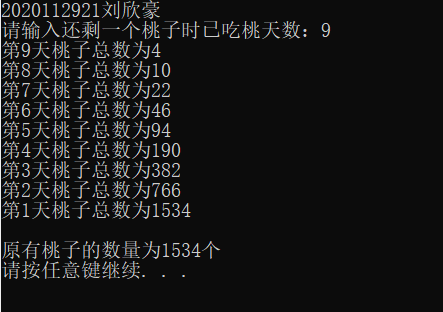 2020112921刘欣豪
请输入还剩一个桃子时已吃桃天数：9
第9天桃子总数为4
第8天桃子总数为10
第7天桃子总数为22
第6天桃子总数为46
第5天桃子总数为94
第4天桃子总数为190
第3天桃子总数为382
第2天桃子总数为766
第1天桃子总数为1534
原有桃子的数量为1534个
请按任意键继续. . .